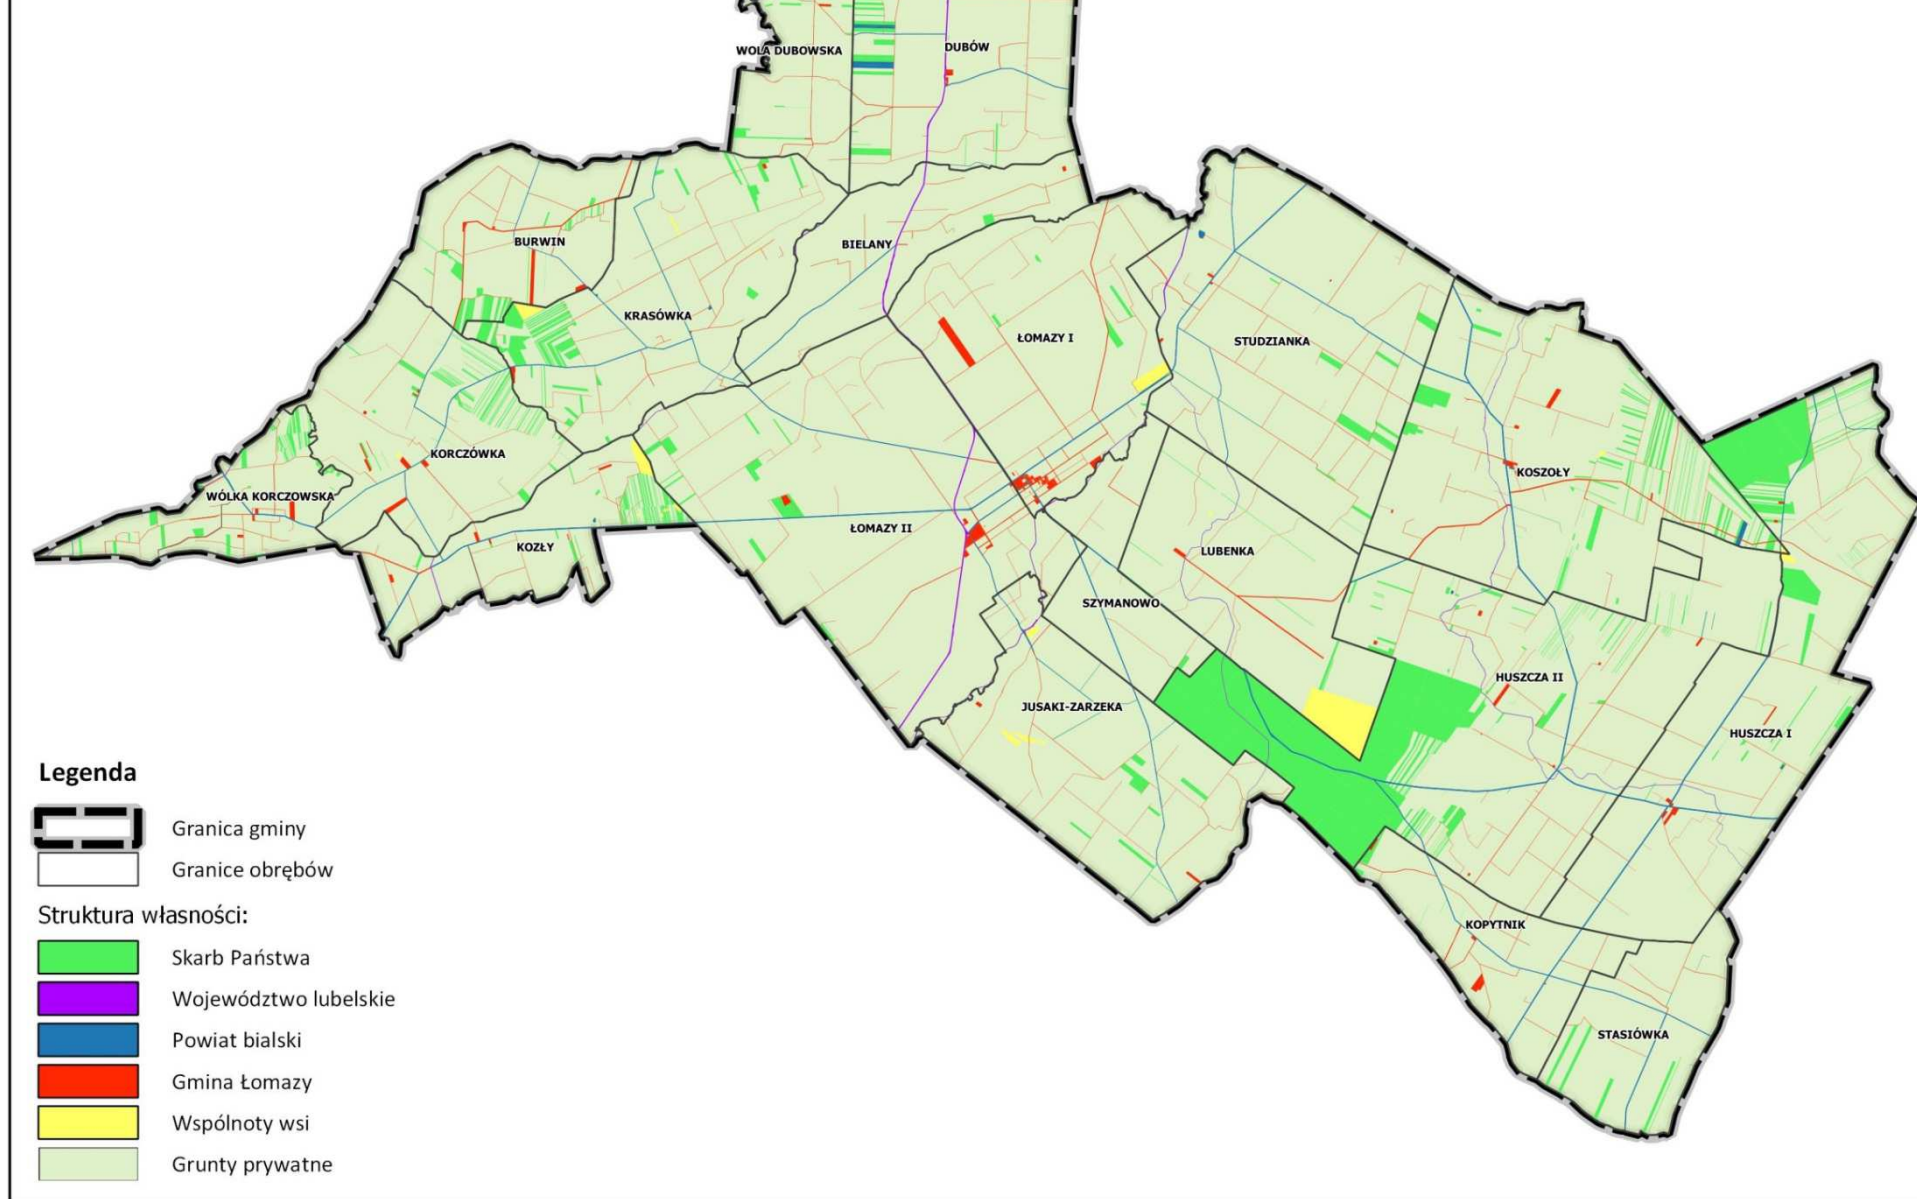 WOLA DUBOWSKA
DUBÓW
BURWIN
BIELANY
KRASÓWKA
ŁOMAZY I
STUDZIANKA
KORCZÓWKA
KOSZOŁY
WÓLKA KORCZOWSKA
ŁOMAZY II
KOZŁY
LUBENKA
SZYMANOWO
HUSZCZA II
JUSAKI-ZARZEKA
HUSZCZA I
KOPYTNIK
STASIÓWKA
Legenda
Granica gminy
Granice obrębów
Struktura własności:
Skarb Państwa
Województwo lubelskie
Powiat bialski
Gmina Łomazy
Wspólnoty wsi
Grunty prywatne